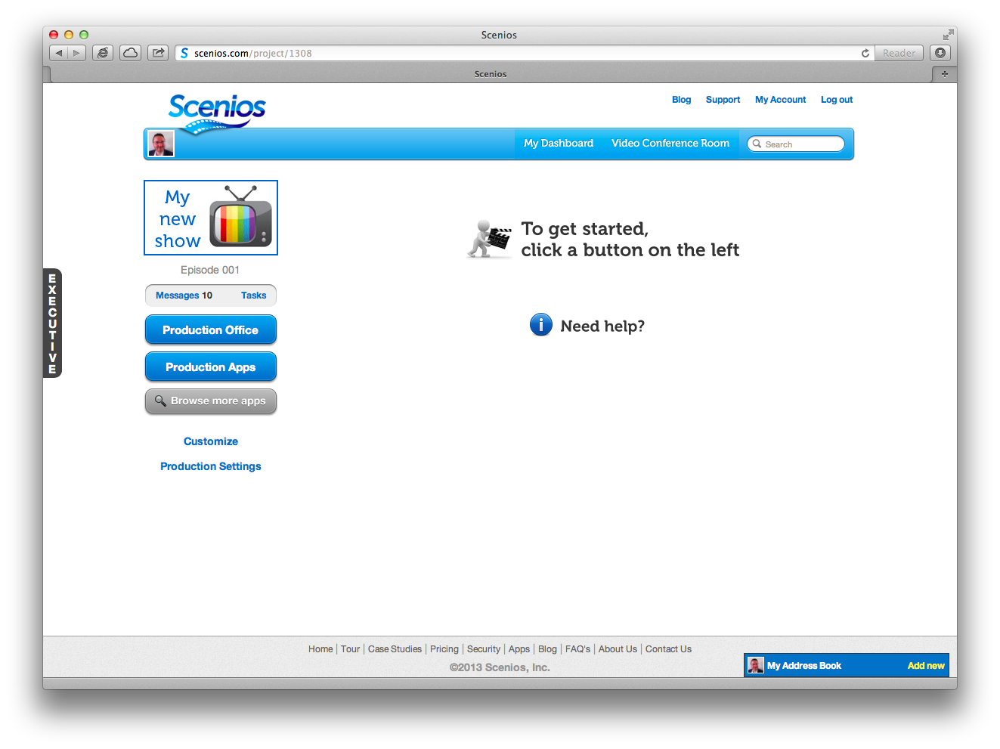 Scenios
scenios.com/project/1308
Reader
Scenios
Scenios
Blog Support My Account Log out
My Dashboard Video Conference Room Search
My
new
show
Episode 001
Messages 10 Tasks
Production Office
Production Apps
Browse more apps
Customize
Production Settings
EXECUTIVE
To get started,
click a button on the left
i Need help?
Home | Tour | Case Studies | Pricing | Security | Apps | Blog | FAQ's | About Us | Contact Us
©2013 Scenios, Inc.
My Address Book Add new